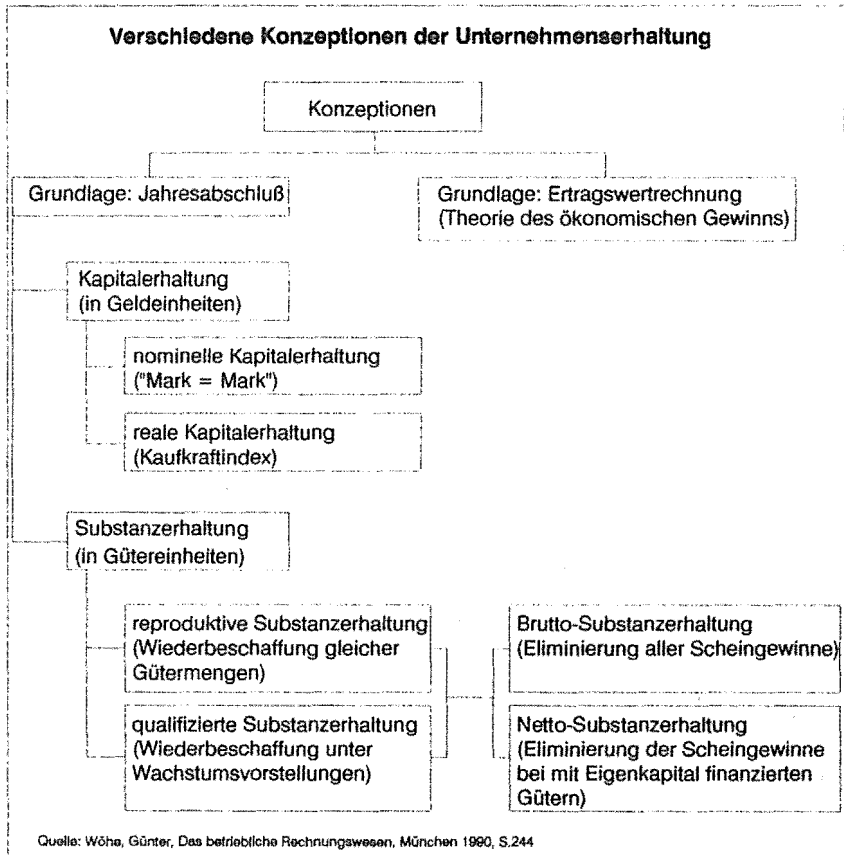 Verschiedene Konzeptionen der Unternehmenserhaltung
Konzeptionen
Grundlage: Jahresabschluß
Grundlage: Ertragswertrechnung
(Theorie des ökonomischen Gewinns)
Kapitalerhaltung
(in Geldeinheiten)
nominelle Kapitalerhaltung
("Mark = Mark")
reale Kapitalerhaltung
(Kaufkraftindex)
Substanzerhaltung
(in Gütereinheiten)
reproduktive Substanzerhaltung
(Wiederbeschaffung gleicher
Gütermengen)
Brutto-Substanzerhaltung
(Eliminierung aller Scheingewinne)
qualifizierte Substanzerhaltung
(Wiederbeschaffung unter
Wachstumsvorstellungen)
Netto-Substanzerhaltung
(Eliminierung der Scheingewinne
bei mit Eigenkapital finanzierten
Gütern)
Quelle: Wöhe, Günter, Das betriebliche Rechnungswesen, München 1990, S.244